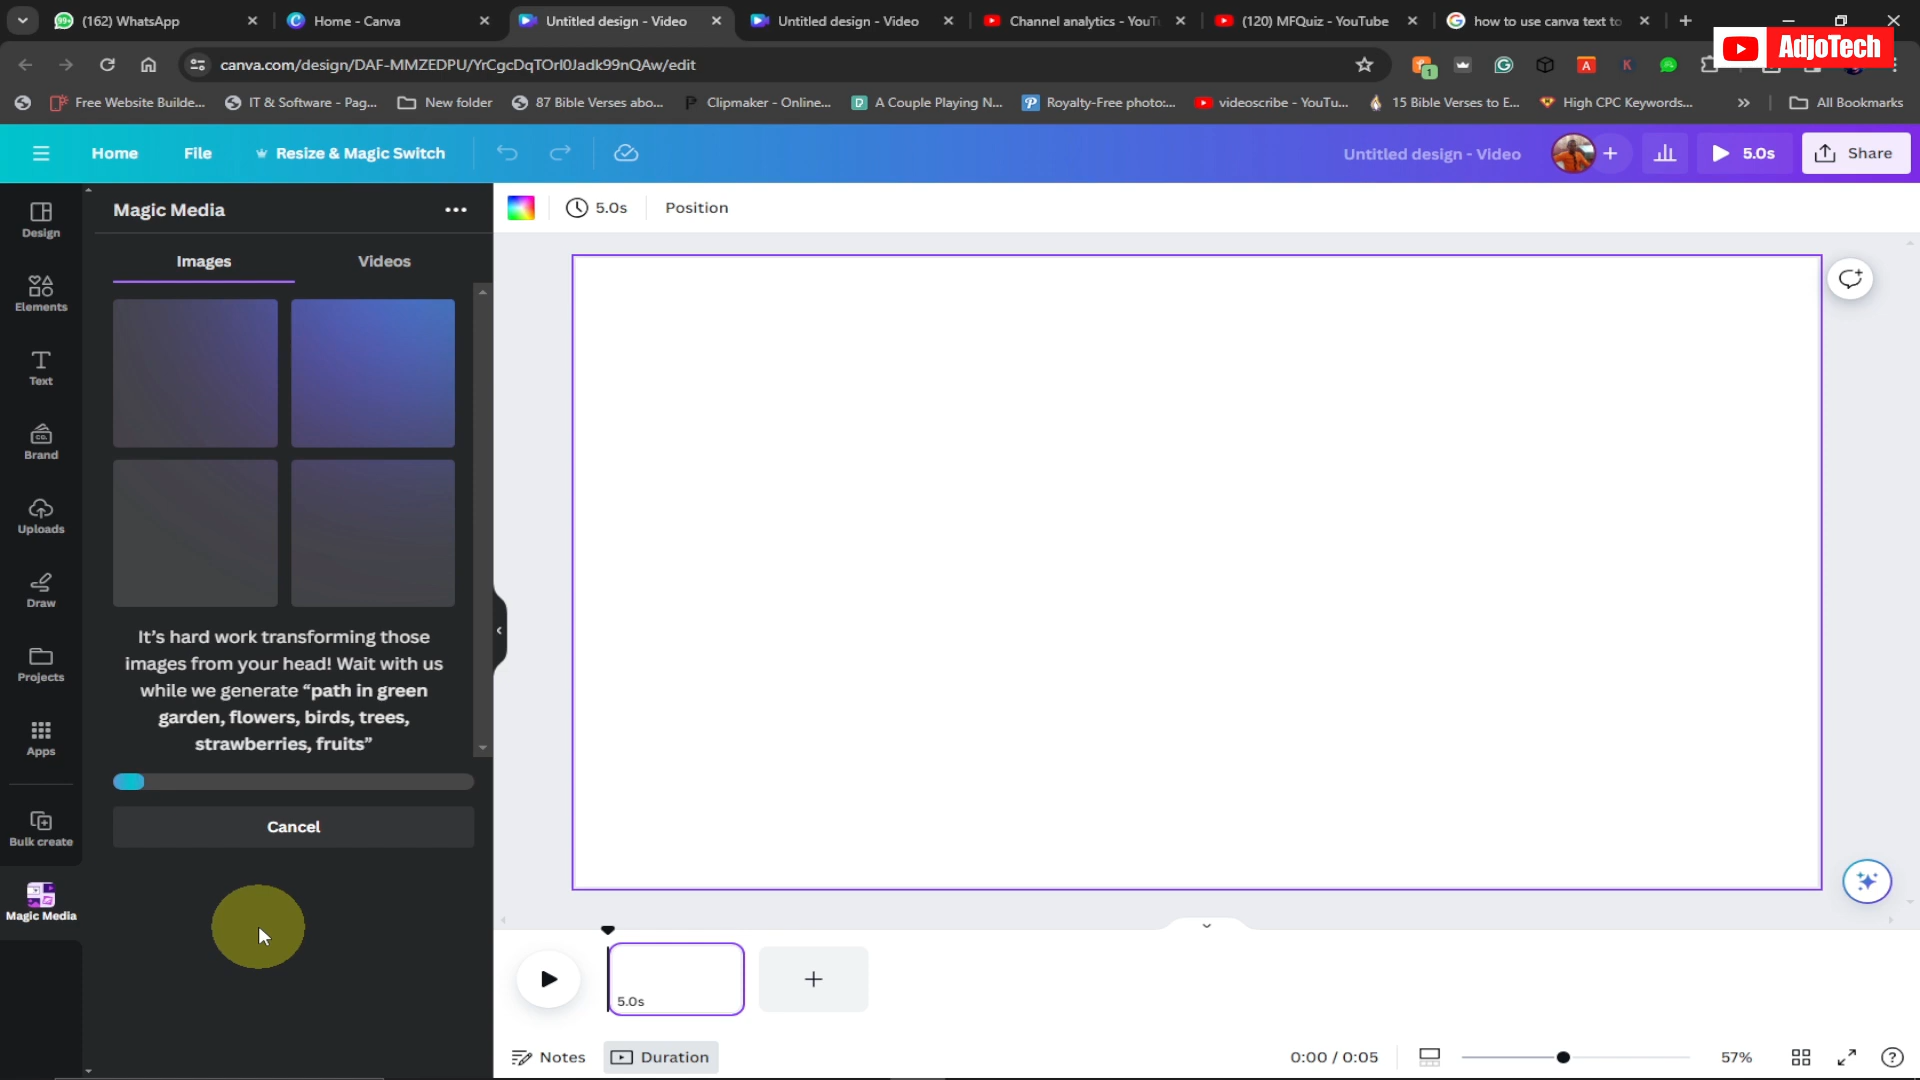 (162) WhatsApp
Home - Canva
Untitled design - Video
Untitled design - Video
Channel analytics - YouT
(120) MFQuiz - YouTube
how to use canva text to
AdjoTech
canva.com/design/DAF-MMZEDPU/YrCgcDqTOrI0Jadk99nQAw/edit
Free Website Builde...
IT & Software - Pag...
New folder
87 Bible Verses abo...
Clipmaker - Online...
A Couple Playing N...
Royalty-Free photo:...
videoscribe - YouTu...
15 Bible Verses to E...
High CPC Keywords...
All Bookmarks
Home
File
Resize & Magic Switch
Untitled design - Video
5.0s
Share
Design
Elements
Text
Brand
Uploads
Draw
Projects
Apps
Bulk create
Magic Media
Magic Media
Images
Videos
It's hard work transforming those
images from your head! Wait with us
while we generate “path in green
garden, flowers, birds, trees,
strawberries, fruits”
Cancel
5.0s
Position
5.0s
Notes
Duration
0:00 / 0:05
57%